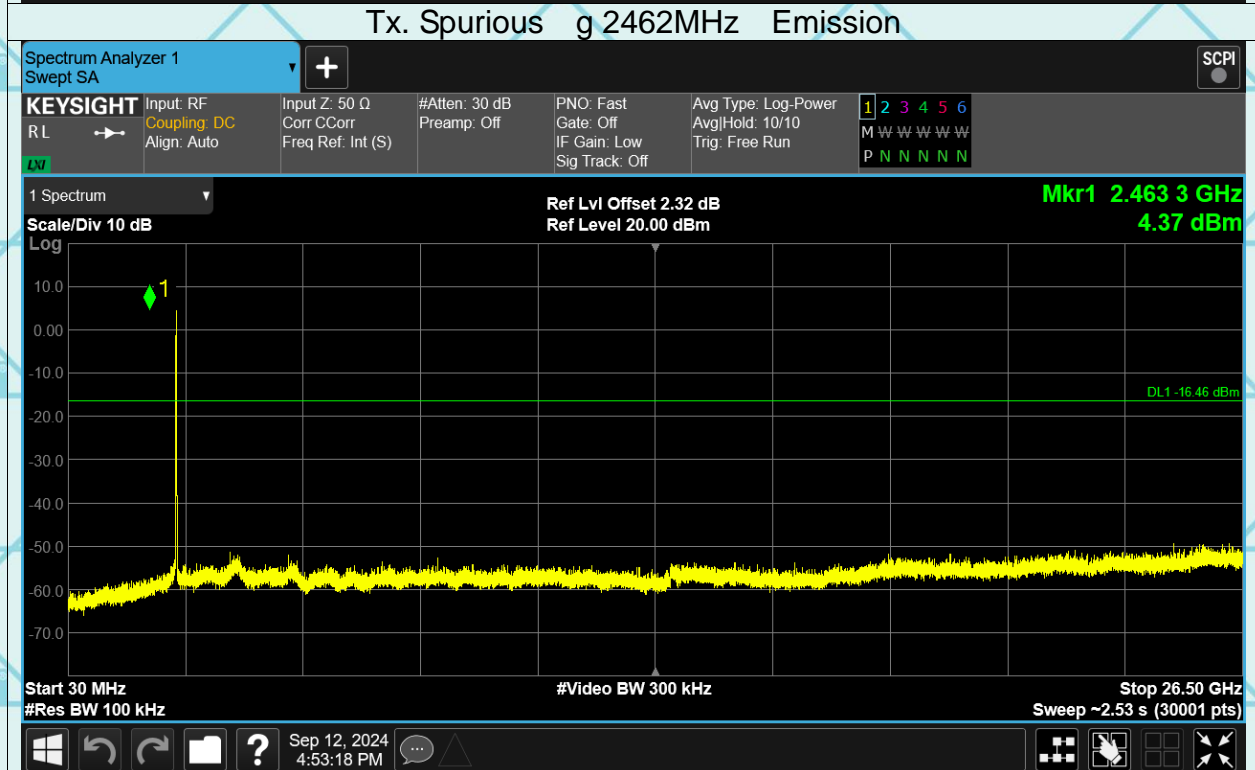 Tx. Spurious g 2462MHz Emission
Spectrum Analyzer 1
Swept SA
+
SCPI
KEYSIGHT
RL
LXI
Input: RF
Coupling: DC
Align: Auto
Input Z: 50 Ω
Corr CCorr
Freq Ref: Int (S)
#Atten: 30 dB
Preamp: Off
PNO: Fast
Gate: Off
IF Gain: Low
Sig Track: Off
Avg Type: Log-Power
Avg|Hold: 10/10
Trig: Free Run
1 2 3 4 5 6
M W W W W W
P N N N N N
1 Spectrum
Scale/Div 10 dB
Ref Lvl Offset 2.32 dB
Ref Level 20.00 dBm
Mkr1 2.463 3 GHz
4.37 dBm
Log
10.0
0.00
-10.0
-20.0
-30.0
-40.0
-50.0
-60.0
-70.0
1
DL1 -16.46 dBm
Start 30 MHz
#Res BW 100 kHz
#Video BW 300 kHz
Stop 26.50 GHz
Sweep ~2.53 s (30001 pts)
?
Sep 12, 2024
4:53:18 PM